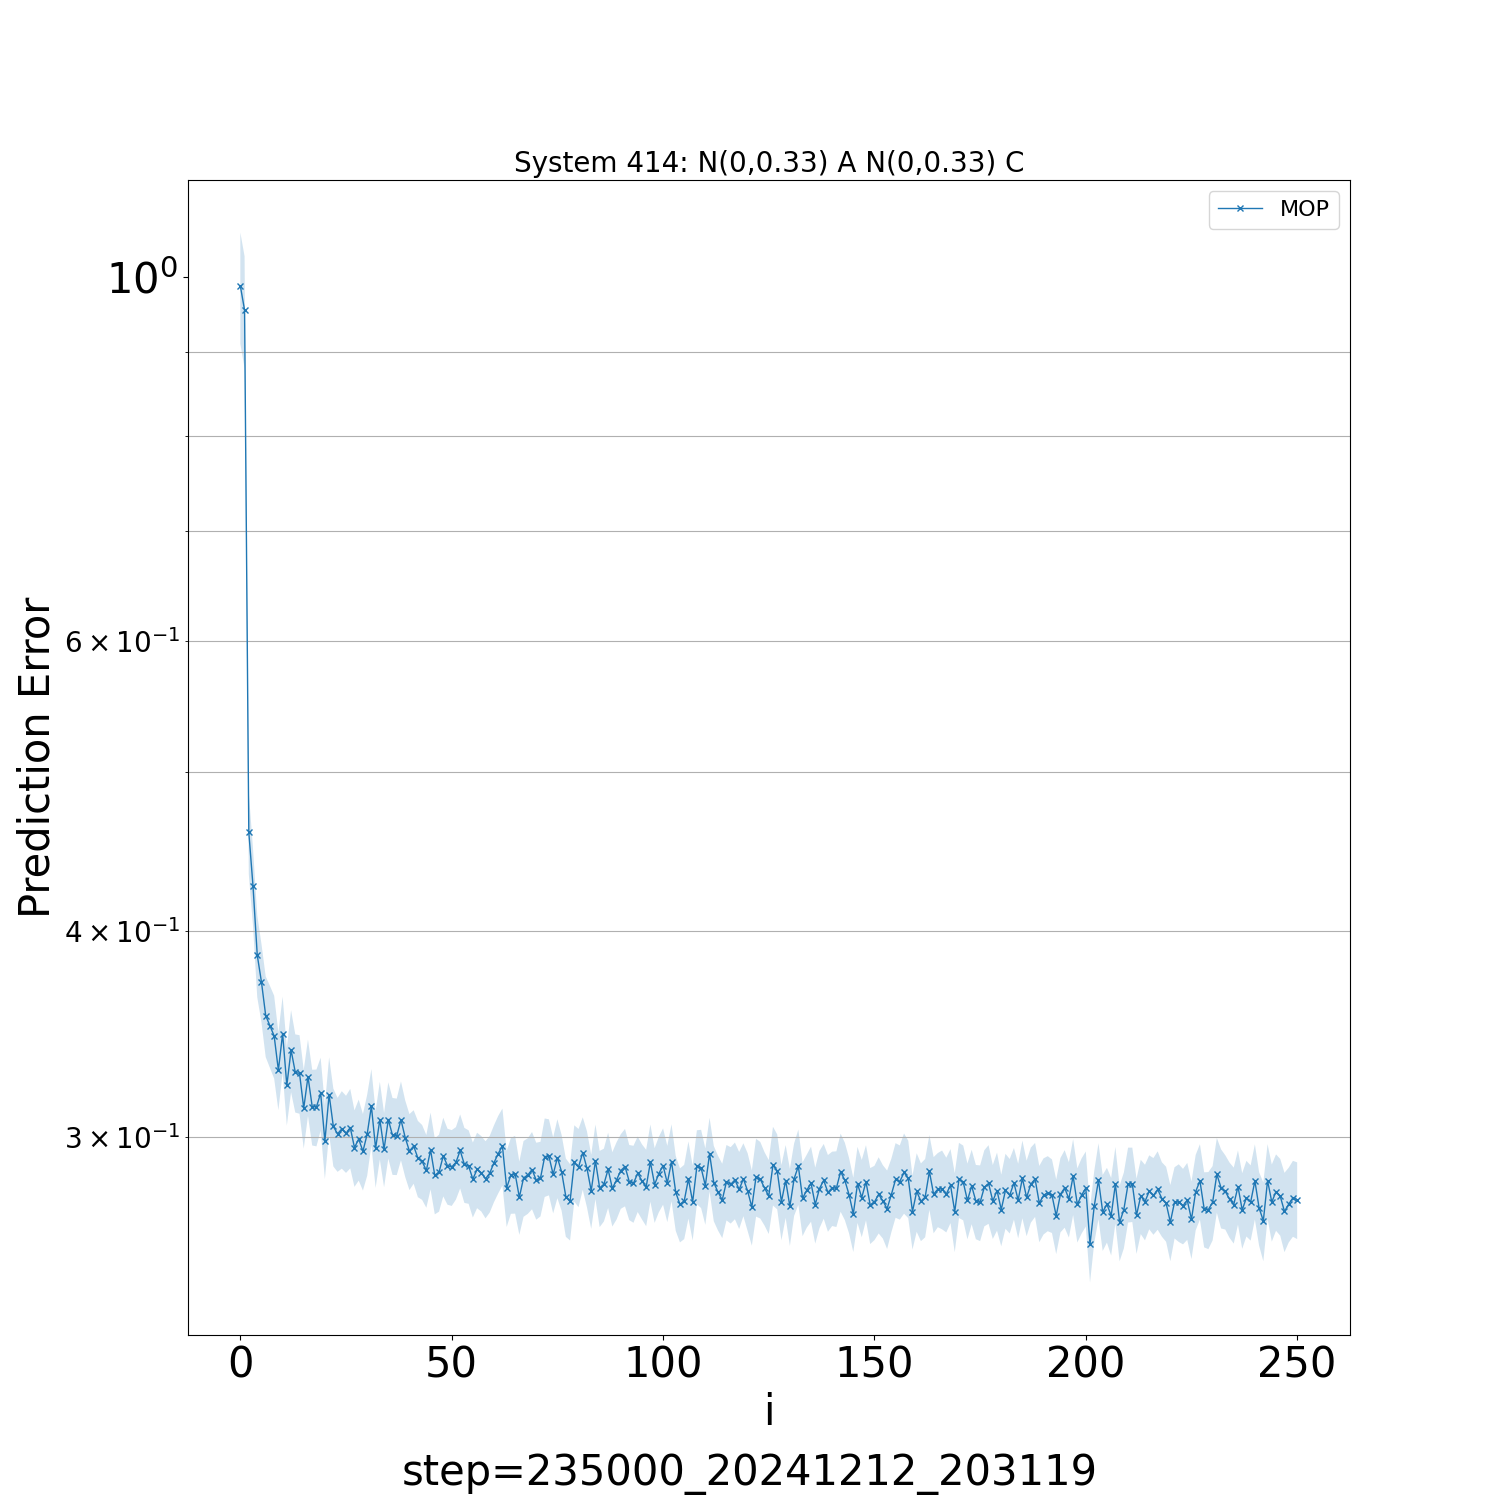 System 414: N(0,0.33) A N(0,0.33) C
MOP
10⁰
6 × 10⁻¹
4 × 10⁻¹
3 × 10⁻¹
Prediction Error
0 50 100 150 200 250
i
step=235000_20241212_203119